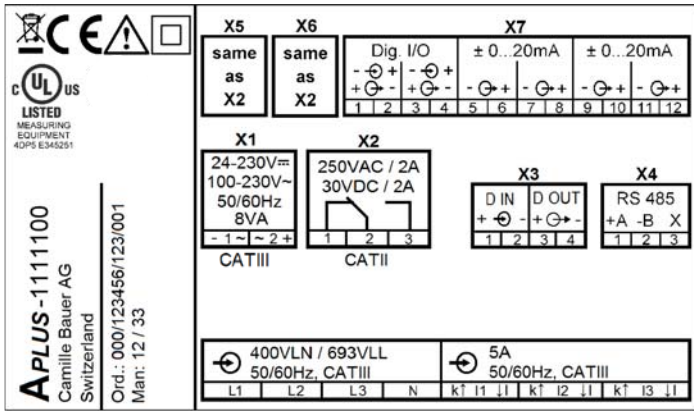 CE
c UL us
LISTED
MEASURING
EQUIPMENT
4DP5 E345251
APLUS-1111100
Camille Bauer AG
Switzerland
Ord.: 000/123456/123/001
Man: 12 / 33
X5
same
as
X2
X6
same
as
X2
X7
Dig. I/O
± 0...20mA
± 0...20mA
- + - +
+ - + - - + - + - + - +
1 2 3 4 5 6 7 8 9 10 11 12
X1
24-230V⎓
100-230V~
50/60Hz
8VA
- 1 ~ ~ 2 +
CATIII
X2
250VAC / 2A
30VDC / 2A
1 2 3
CATII
X3
D IN D OUT
+ - + -
1 2 3 4
X4
RS 485
+A -B X
1 2 3
400VLN / 693VLL
50/60Hz, CATIII
L1 L2 L3 N
5A
50/60Hz, CATIII
k↑ I1 ↓l k↑ I2 ↓l k↑ I3 ↓l